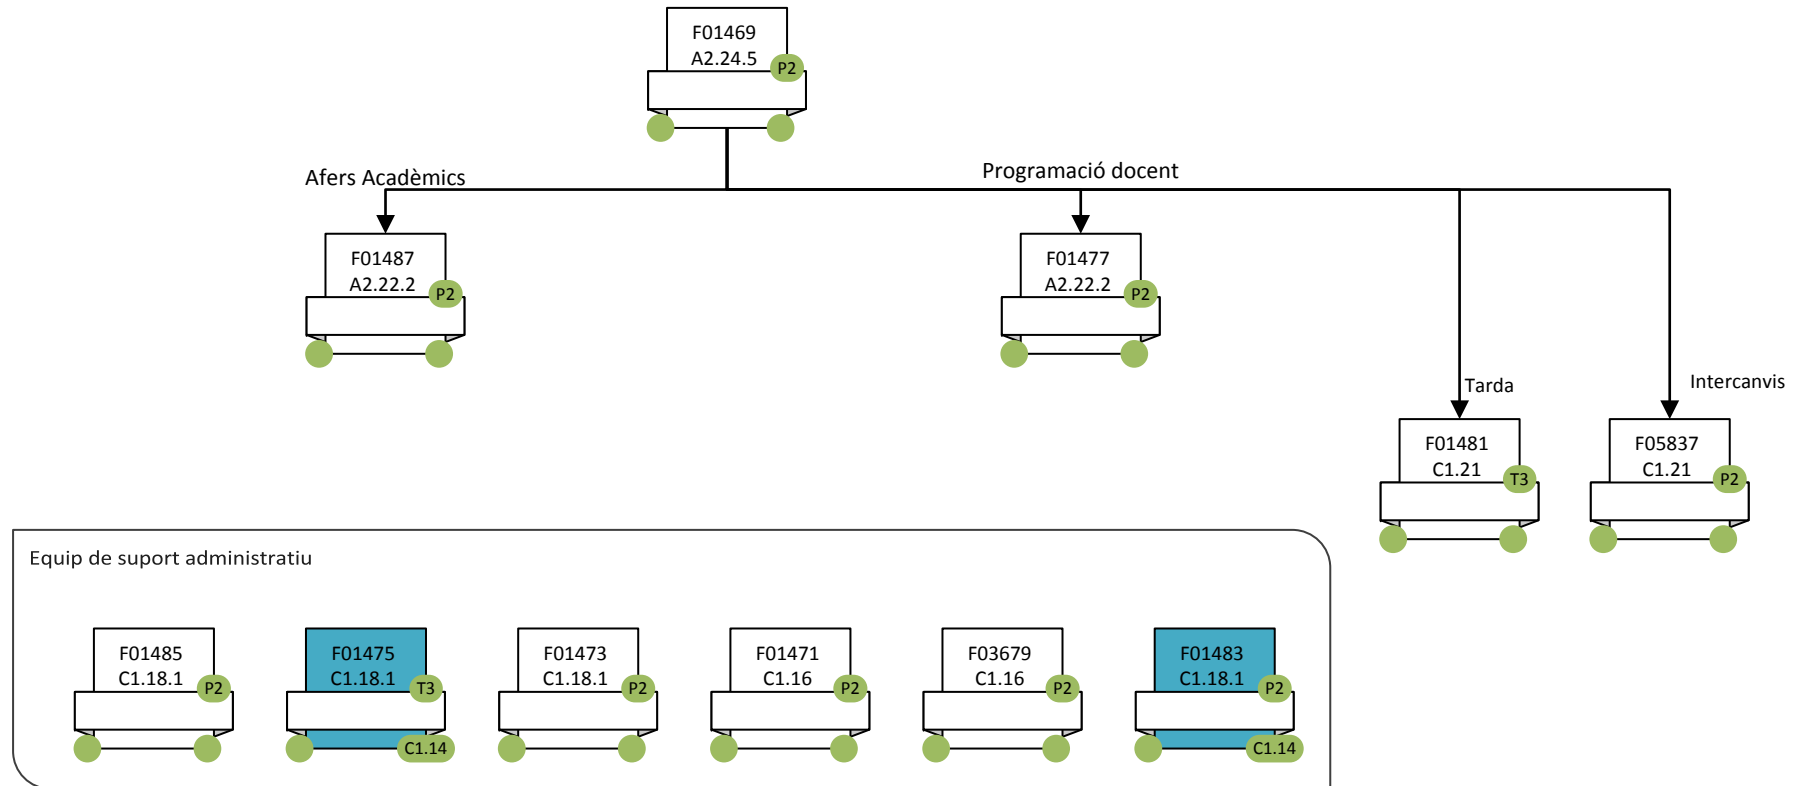 F01469
A2.24.5
P2
Afers Acadèmics
Programació docent
F01487
A2.22.2
P2
F01477
A2.22.2
P2
Tarda
Intercanvis
F01481
C1.21
T3
F05837
C1.21
P2
Equip de suport administratiu
F01485
C1.18.1
P2
F01475
C1.18.1
T3
C1.14
F01473
C1.18.1
P2
F01471
C1.16
P2
F03679
C1.16
P2
F01483
C1.18.1
P2
C1.14